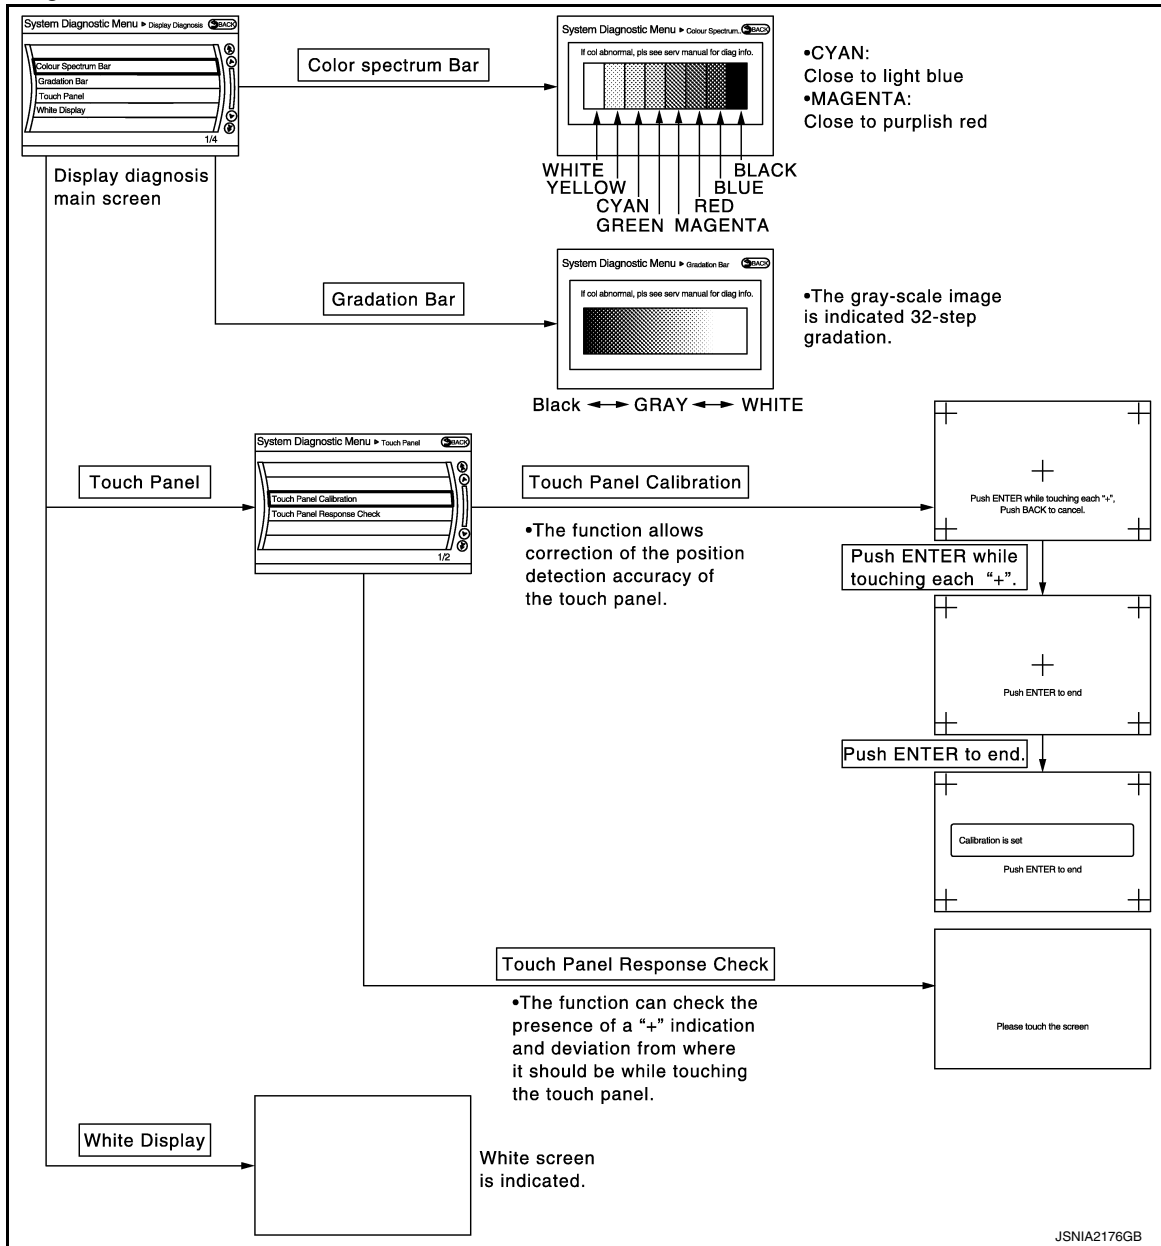 System Diagnostic Menu ▶ Display Diagnosis BACK
Colour Spectrum Bar
Gradation Bar
Touch Panel
White Display
1/4
Display diagnosis
main screen
Color spectrum Bar
System Diagnostic Menu ▶ Colour Spectrum.. BACK
If col abnormal, pls see serv manual for diag info.
WHITE
YELLOW
CYAN
GREEN
MAGENTA
RED
BLUE
BLACK
•CYAN:
Close to light blue
•MAGENTA:
Close to purplish red
Gradation Bar
System Diagnostic Menu ▶ Gradation Bar BACK
If col abnormal, pls see serv manual for diag info.
Black ◀▶ GRAY ◀▶ WHITE
•The gray-scale image
is indicated 32-step
gradation.
Touch Panel
System Diagnostic Menu ▶ Touch Panel BACK
Touch Panel Calibration
Touch Panel Response Check
1/2
Touch Panel Calibration
•The function allows
correction of the position
detection accuracy of
the touch panel.
Push ENTER while touching each “+”,
Push BACK to cancel.
Push ENTER while
touching each “+”.
Push ENTER to end
Push ENTER to end.
Calibration is set
Push ENTER to end
Touch Panel Response Check
•The function can check the
presence of a “+” indication
and deviation from where
it should be while touching
the touch panel.
Please touch the screen
White Display
White screen
is indicated.
JSNIA2176GB